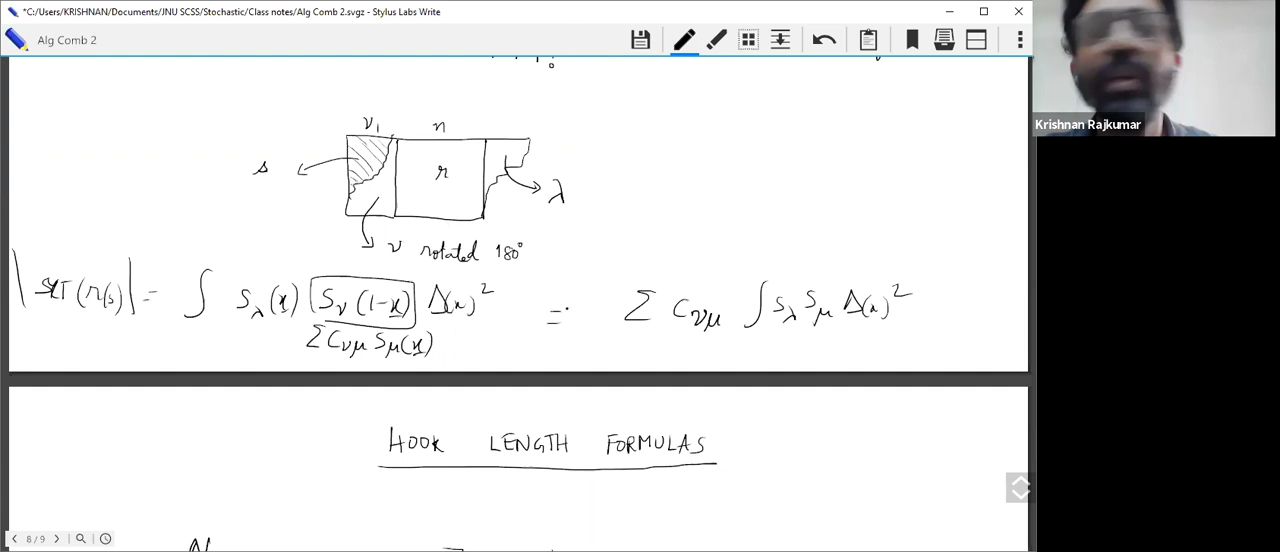 *C:/Users/KRISHNAN/Documents/JNU SCSS/Stochastic/Class notes/Alg Comb 2.svgz - Stylus Labs Write
Alg Comb 2
ν₁ n
s r λ
ν rotated 180°
|SYT(r/s)| = ∫ S_λ(x) S_ν(1-x) Δ(x)² = Σ C_νμ ∫ S_λ S_μ Δ(x)²
Σ C_νμ S_μ(x)
HOOK LENGTH FORMULAS
8/9
Krishnan Rajkumar